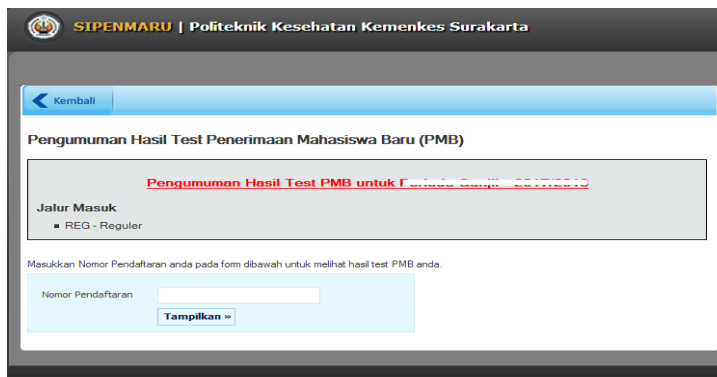 SIPENMARU | Politeknik Kesehatan Kemenkes Surakarta
Kembali
Pengumuman Hasil Test Penerimaan Mahasiswa Baru (PMB)
Pengumuman Hasil Test PMB untuk
Jalur Masuk
REG - Reguler
Masukkan Nomor Pendaftaran anda pada form dibawah untuk melihat hasil test PMB anda.
Nomor Pendaftaran
Tampilkan »